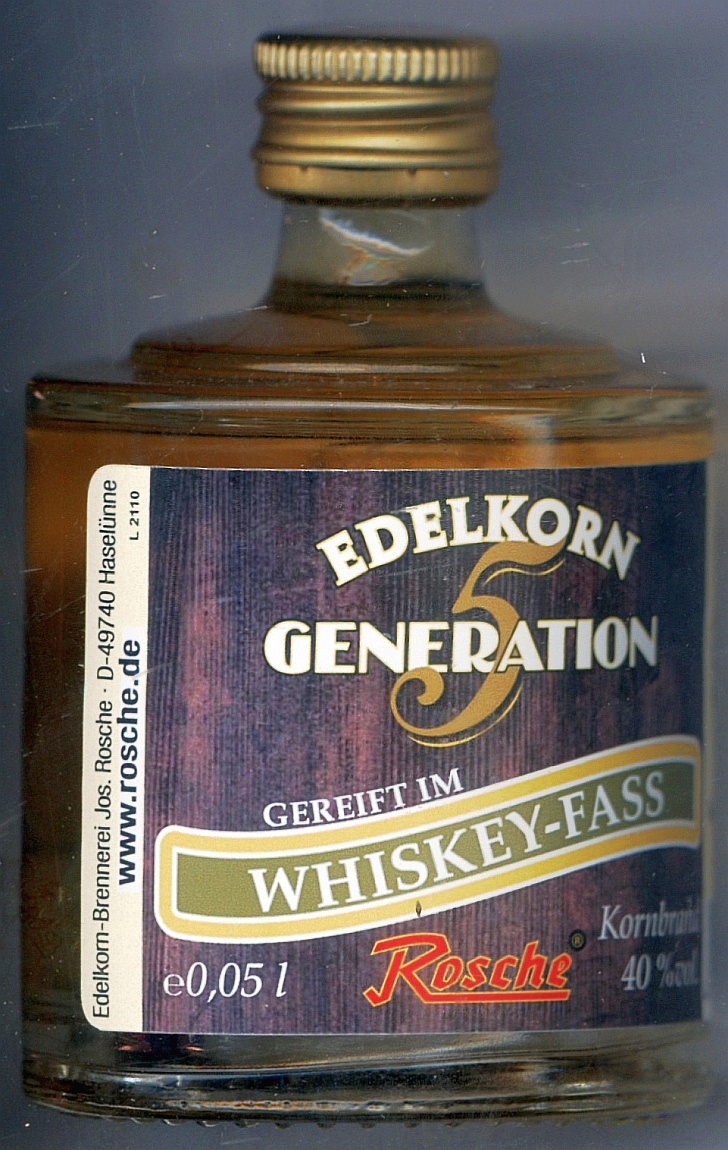 EDELKORN
5
GENERATION
GEREIFT IM
WHISKEY-FASS
Rosche®
e0,05 l
40 %vol.
Edelkorn-Brennerei Jos. Rosche · D-49740 Haselünne
www.rosche.de
L 2110